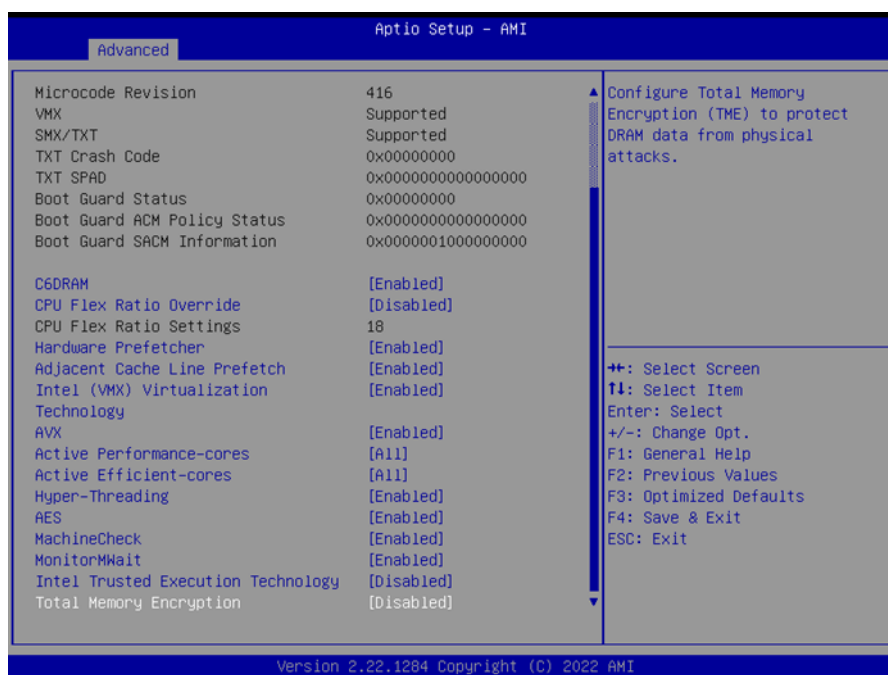 Aptio Setup – AMI
Advanced
Microcode Revision 416
VMX Supported
SMX/TXT Supported
TXT Crash Code 0x00000000
TXT SPAD 0x0000000000000000
Boot Guard Status 0x00000000
Boot Guard ACM Policy Status 0x0000000000000000
Boot Guard SACM Information 0x0000001000000000
C6DRAM [Enabled]
CPU Flex Ratio Override [Disabled]
CPU Flex Ratio Settings 18
Hardware Prefetcher [Enabled]
Adjacent Cache Line Prefetch [Enabled]
Intel (VMX) Virtualization [Enabled]
Technology
AVX [Enabled]
Active Performance-cores [All]
Active Efficient-cores [All]
Hyper-Threading [Enabled]
AES [Enabled]
MachineCheck [Enabled]
MonitorMWait [Enabled]
Intel Trusted Execution Technology [Disabled]
Total Memory Encryption [Disabled]
Configure Total Memory
Encryption (TME) to protect
DRAM data from physical
attacks.
→←: Select Screen
↑↓: Select Item
Enter: Select
+/-: Change Opt.
F1: General Help
F2: Previous Values
F3: Optimized Defaults
F4: Save & Exit
ESC: Exit
Version 2.22.1284 Copyright (C) 2022 AMI